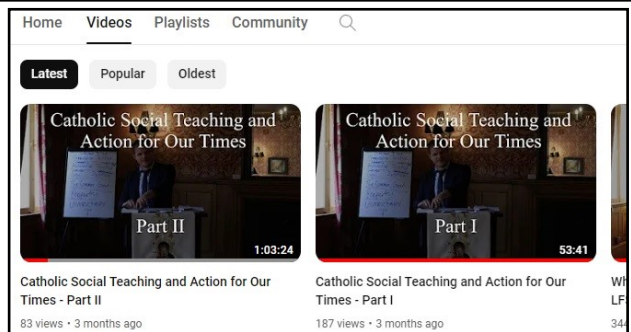 Home Videos Playlists Community
Latest Popular Oldest
Catholic Social Teaching and
Action for Our Times
Part II
1:03:24
Catholic Social Teaching and Action for Our
Times - Part II
83 views • 3 months ago
Catholic Social Teaching and
Action for Our Times
Part I
53:41
Catholic Social Teaching and Action for Our
Times - Part I
187 views • 3 months ago